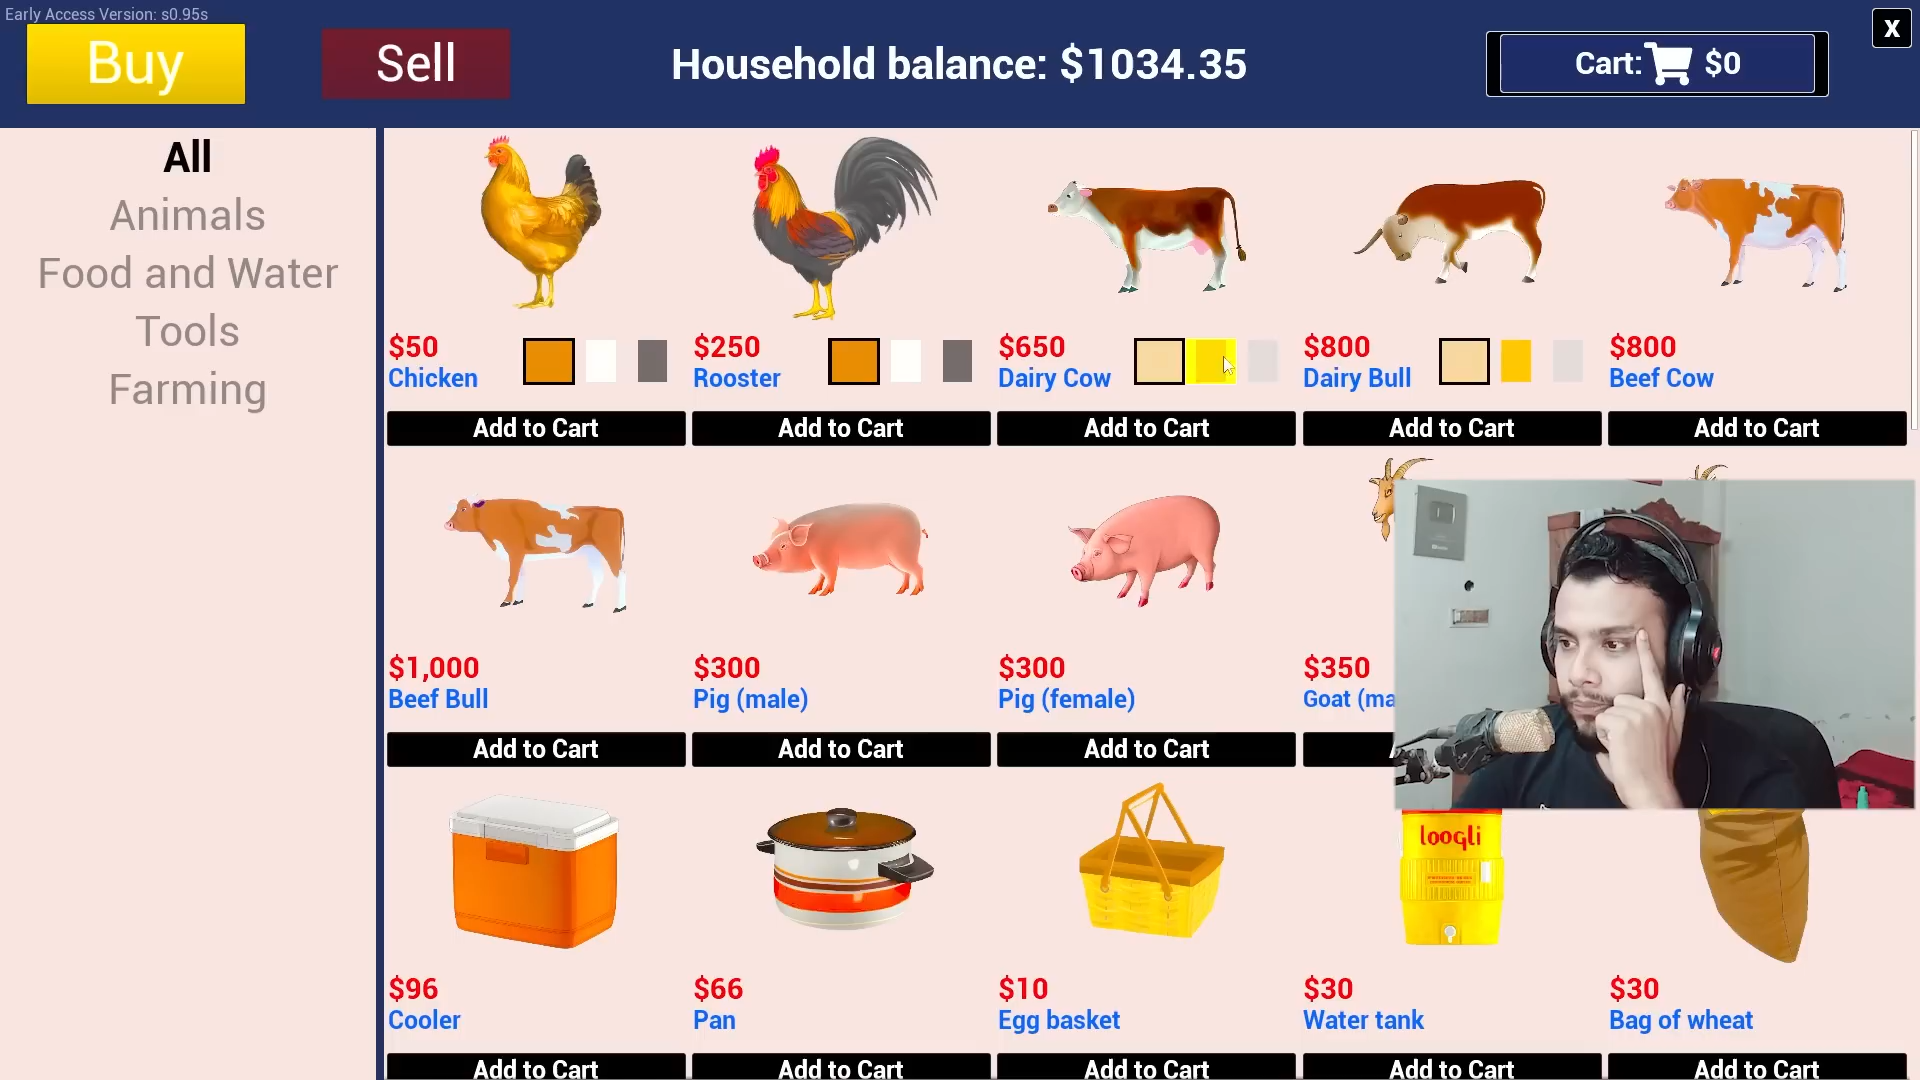 Early Access Version: s0.95s
Buy
Sell
Household balance: $1034.35
Cart: $0
X
All
Animals
Food and Water
Tools
Farming
$50
Chicken
$250
Rooster
$650
Dairy Cow
$800
Dairy Bull
$800
Beef Cow
Add to Cart
Add to Cart
Add to Cart
Add to Cart
Add to Cart
$1,000
Beef Bull
$300
Pig (male)
$300
Pig (female)
$350
Goat (ma
Add to Cart
Add to Cart
Add to Cart
looqli
$96
Cooler
$66
Pan
$10
Egg basket
$30
Water tank
$30
Bag of wheat
Add to Cart
Add to Cart
Add to Cart
Add to Cart
Add to Cart